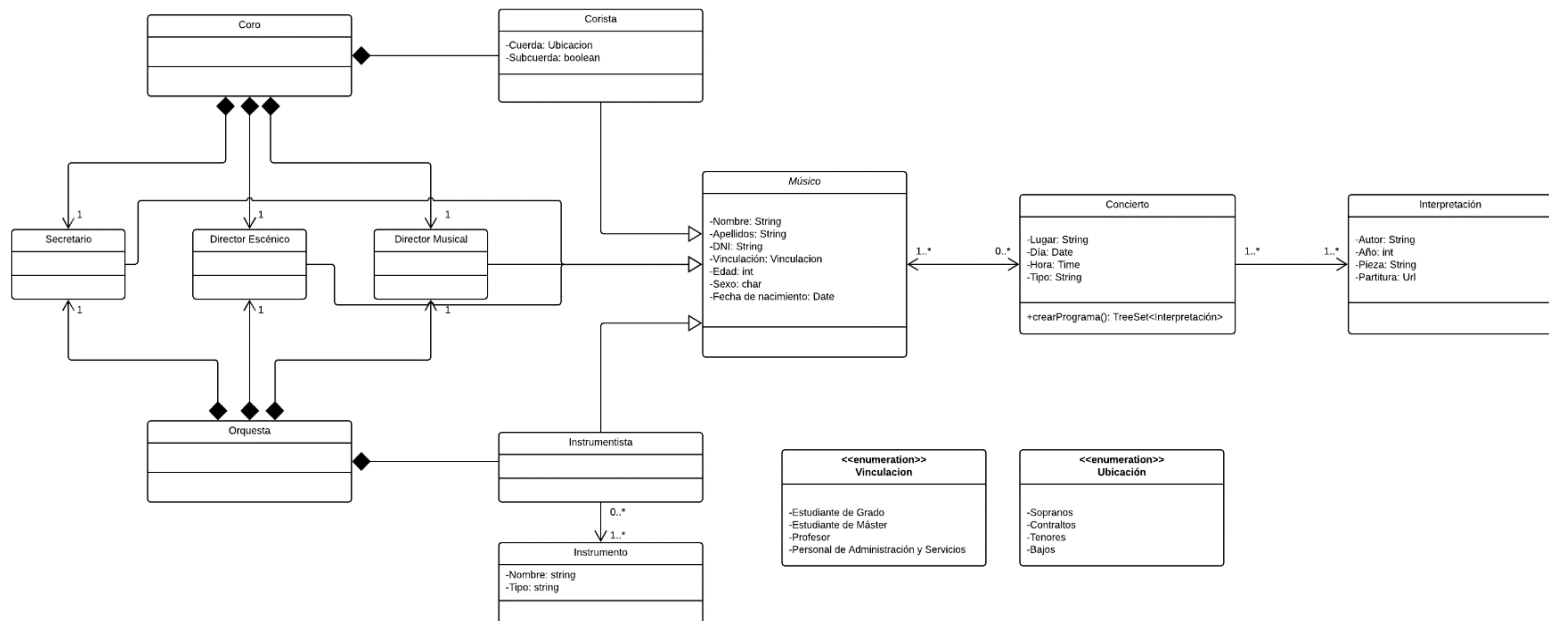 Coro
Corista
-Cuerda: Ubicacion
-Subcuerda: boolean
1
1
1
Secretario
Director Escénico
Director Musical
1
1
1
Músico
-Nombre: String
-Apellidos: String
-DNI: String
-Vinculación: Vinculacion
-Edad: int
-Sexo: char
-Fecha de nacimiento: Date
1..*
0..*
Concierto
-Lugar: String
-Día: Date
-Hora: Time
-Tipo: String
+crearPrograma(): TreeSet<Interpretación>
1..*
1..*
Interpretación
-Autor: String
-Año: int
-Pieza: String
-Partitura: Url
Orquesta
Instrumentista
0..*
1..*
Instrumento
-Nombre: string
-Tipo: string
<<enumeration>>
Vinculacion
-Estudiante de Grado
-Estudiante de Máster
-Profesor
-Personal de Administración y Servicios
<<enumeration>>
Ubicación
-Sopranos
-Contraltos
-Tenores
-Bajos